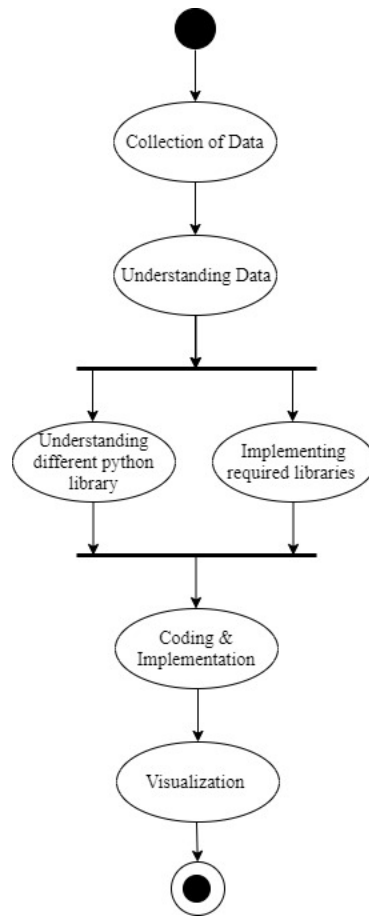 Collection of Data
Understanding Data
Understanding
different python
library
Implementing
required libraries
Coding &
Implementation
Visualization